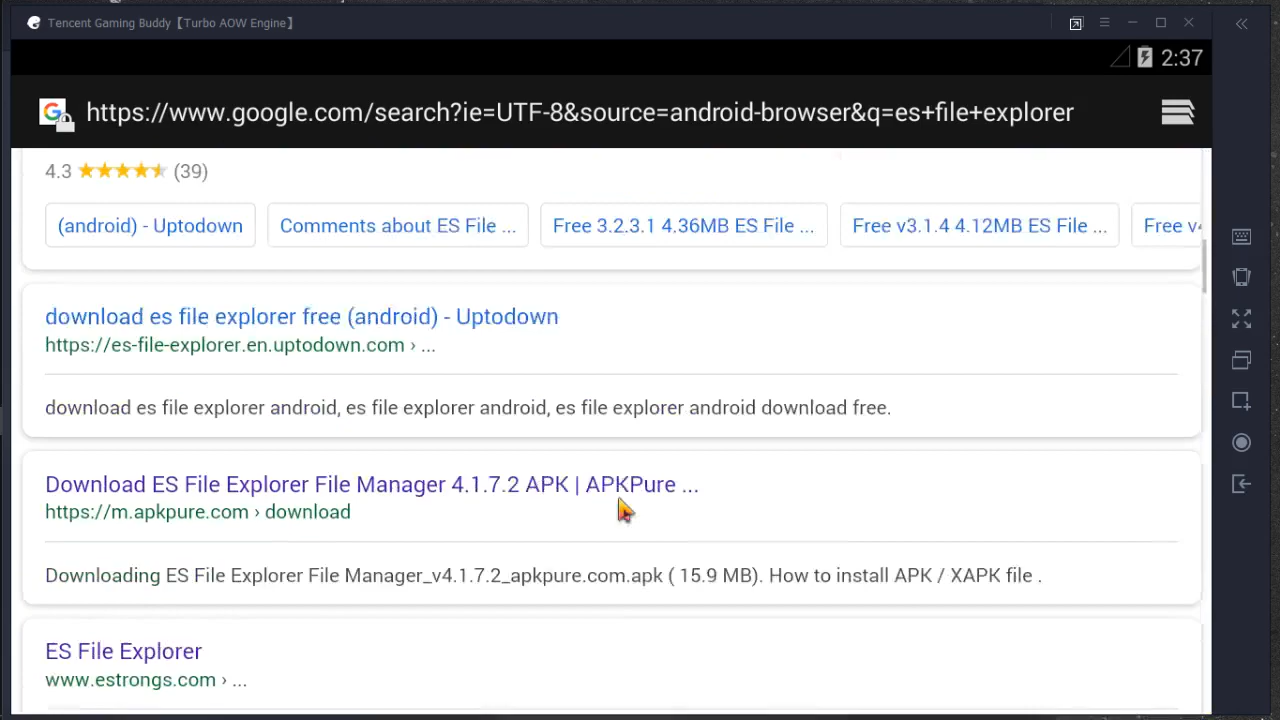 Tencent Gaming Buddy【Turbo AOW Engine】
2:37
https://www.google.com/search?ie=UTF-8&source=android-browser&q=es+file+explorer
4.3 (39)
(android) - Uptodown
Comments about ES File ...
Free 3.2.3.1 4.36MB ES File ...
Free v3.1.4 4.12MB ES File ...
Free v4
download es file explorer free (android) - Uptodown
https://es-file-explorer.en.uptodown.com › ...
download es file explorer android, es file explorer android, es file explorer android download free.
Download ES File Explorer File Manager 4.1.7.2 APK | APKPure ...
https://m.apkpure.com › download
Downloading ES File Explorer File Manager_v4.1.7.2_apkpure.com.apk ( 15.9 MB). How to install APK / XAPK file .
ES File Explorer
www.estrongs.com › ...